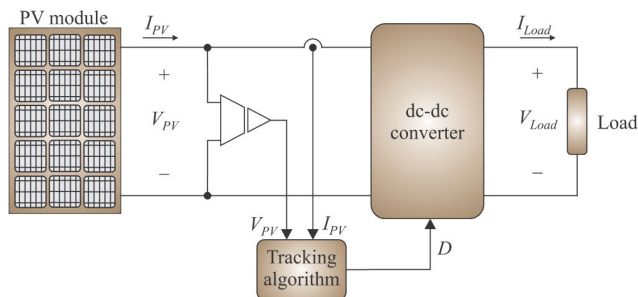 PV module
I_PV
I_Load
+
+
V_PV
dc-dc
converter
V_Load
Load
−
−
V_PV
I_PV
Tracking
algorithm
D